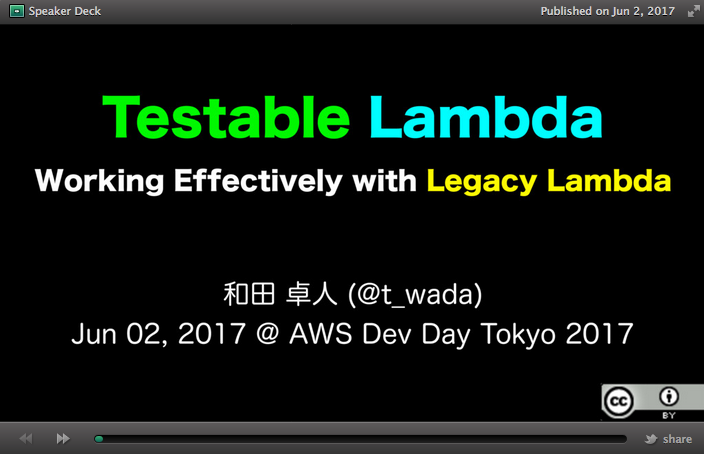 Speaker Deck
Published on Jun 2, 2017
Testable Lambda
Working Effectively with Legacy Lambda
和田 卓人 (@t_wada)
Jun 02, 2017 @ AWS Dev Day Tokyo 2017
cc
BY
share